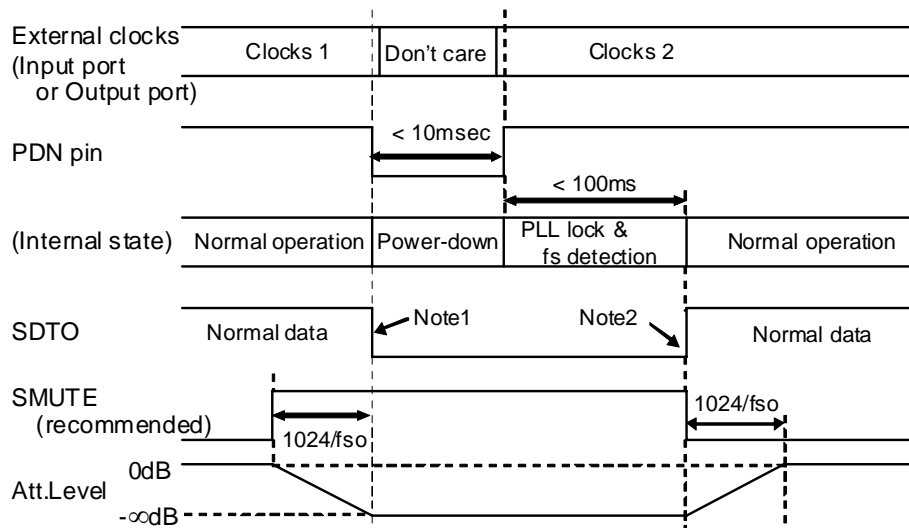 External clocks
(Input port
or Output port)
Clocks 1
Don't care
Clocks 2
PDN pin
< 10msec
< 100ms
(Internal state)
Normal operation
Power-down
PLL lock &
fs detection
Normal operation
SDTO
Normal data
Note1
Note2
Normal data
SMUTE
(recommended)
1024/fso
1024/fso
Att.Level
0dB
-∞dB